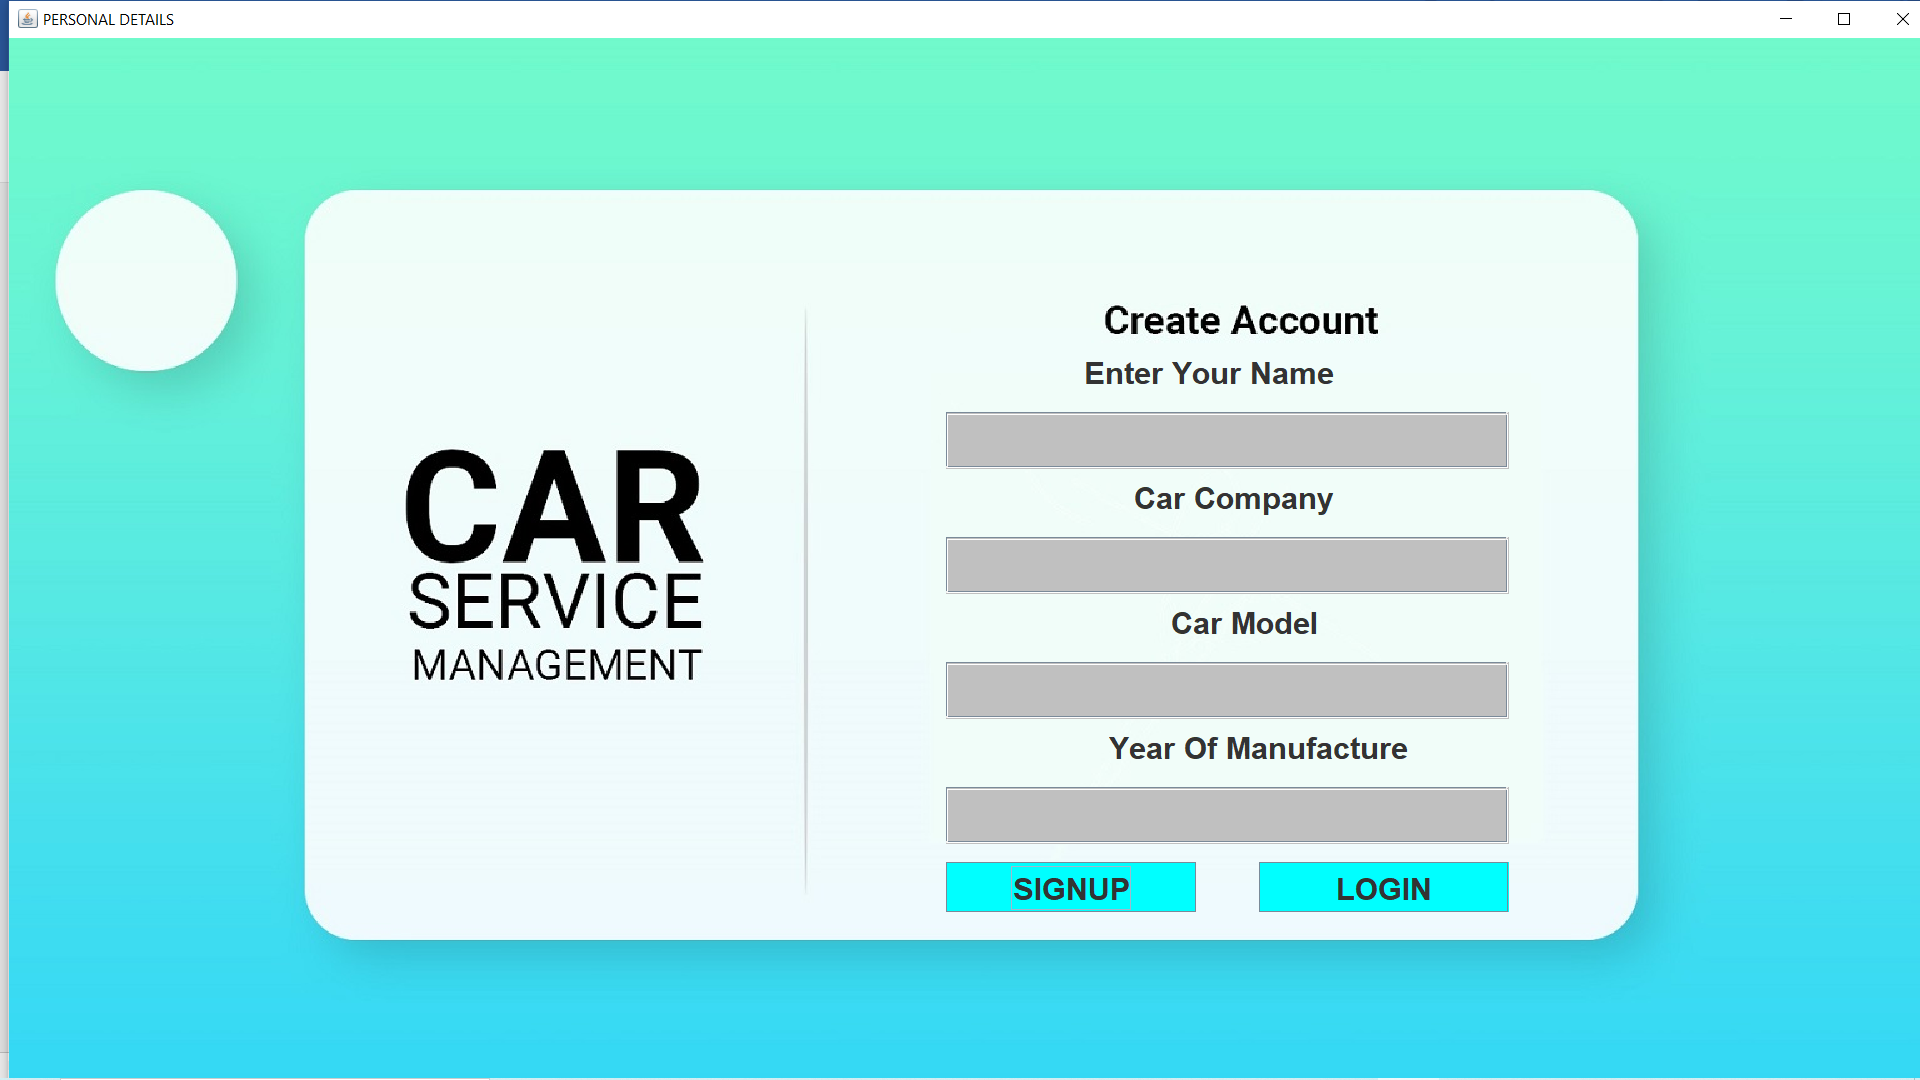 PERSONAL DETAILS
CAR
SERVICE
MANAGEMENT
Create Account
Enter Your Name
Car Company
Car Model
Year Of Manufacture
SIGNUP LOGIN